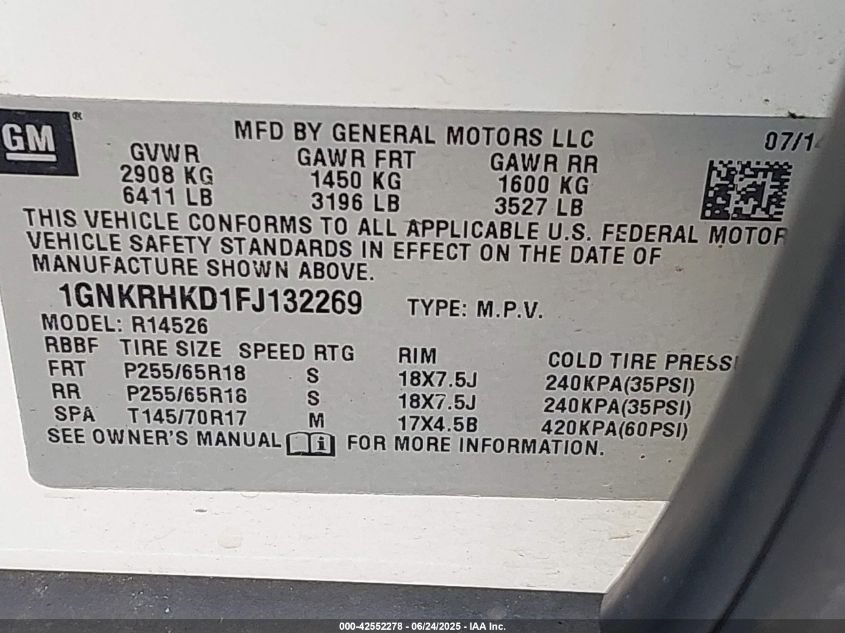 GM®
MFD BY GENERAL MOTORS LLC 07/14
GVWR GAWR FRT GAWR RR
2908 KG 1450 KG 1600 KG
6411 LB 3196 LB 3527 LB
THIS VEHICLE CONFORMS TO ALL APPLICABLE U.S. FEDERAL MOTOR
VEHICLE SAFETY STANDARDS IN EFFECT ON THE DATE OF
MANUFACTURE SHOWN ABOVE.
1GNKRHKD1FJ132269 TYPE: M.P.V.
MODEL: R14526
RBBF TIRE SIZE SPEED RTG RIM COLD TIRE PRESS
FRT P255/65R18 S 18X7.5J 240KPA(35PSI)
RR P255/65R18 S 18X7.5J 240KPA(35PSI)
SPA T145/70R17 M 17X4.5B 420KPA(60PSI)
SEE OWNER'S MANUAL FOR MORE INFORMATION.
000-42552278 - 06/24/2025 - IAA Inc.